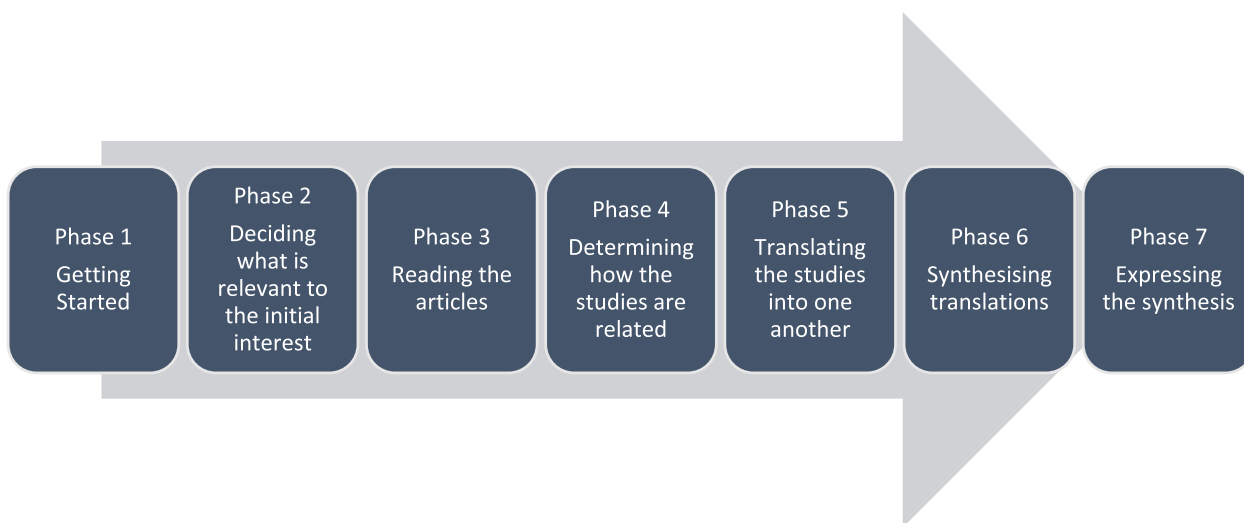 Phase 1
Getting
Started
Phase 2
Deciding
what is
relevant to
the initial
interest
Phase 3
Reading the
articles
Phase 4
Determining
how the
studies are
related
Phase 5
Translating
the studies
into one
another
Phase 6
Synthesising
translations
Phase 7
Expressing
the synthesis